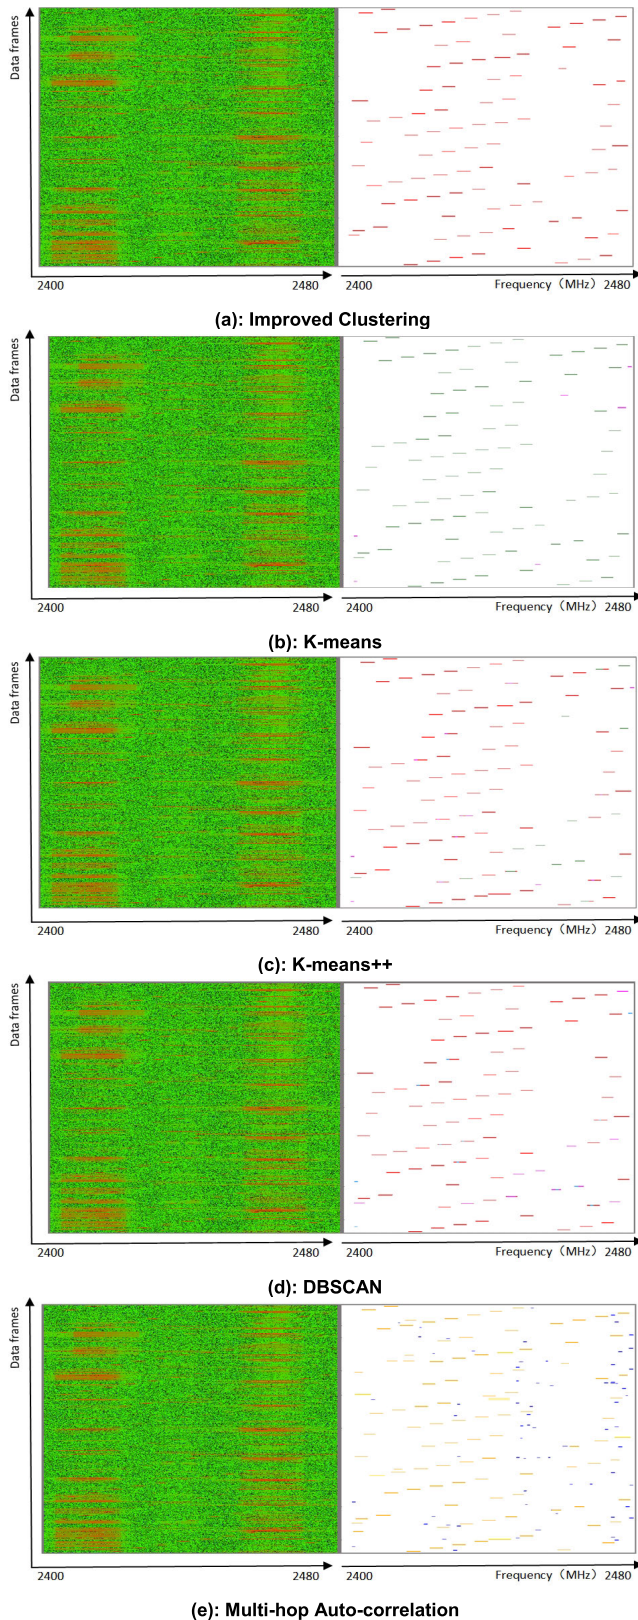 Data frames
2400
2480
Frequency（MHz）2480
(a): Improved Clustering
Data frames
2400
2480
2400
Frequency（MHz）2480
(b): K-means
Data frames
2400
2480
2400
Frequency（MHz）2480
(c): K-means++
Data frames
2400
2480
2400
Frequency（MHz）2480
(d): DBSCAN
Data frames
2400
2480
2400
Frequency（MHz）2480
(e): Multi-hop Auto-correlation